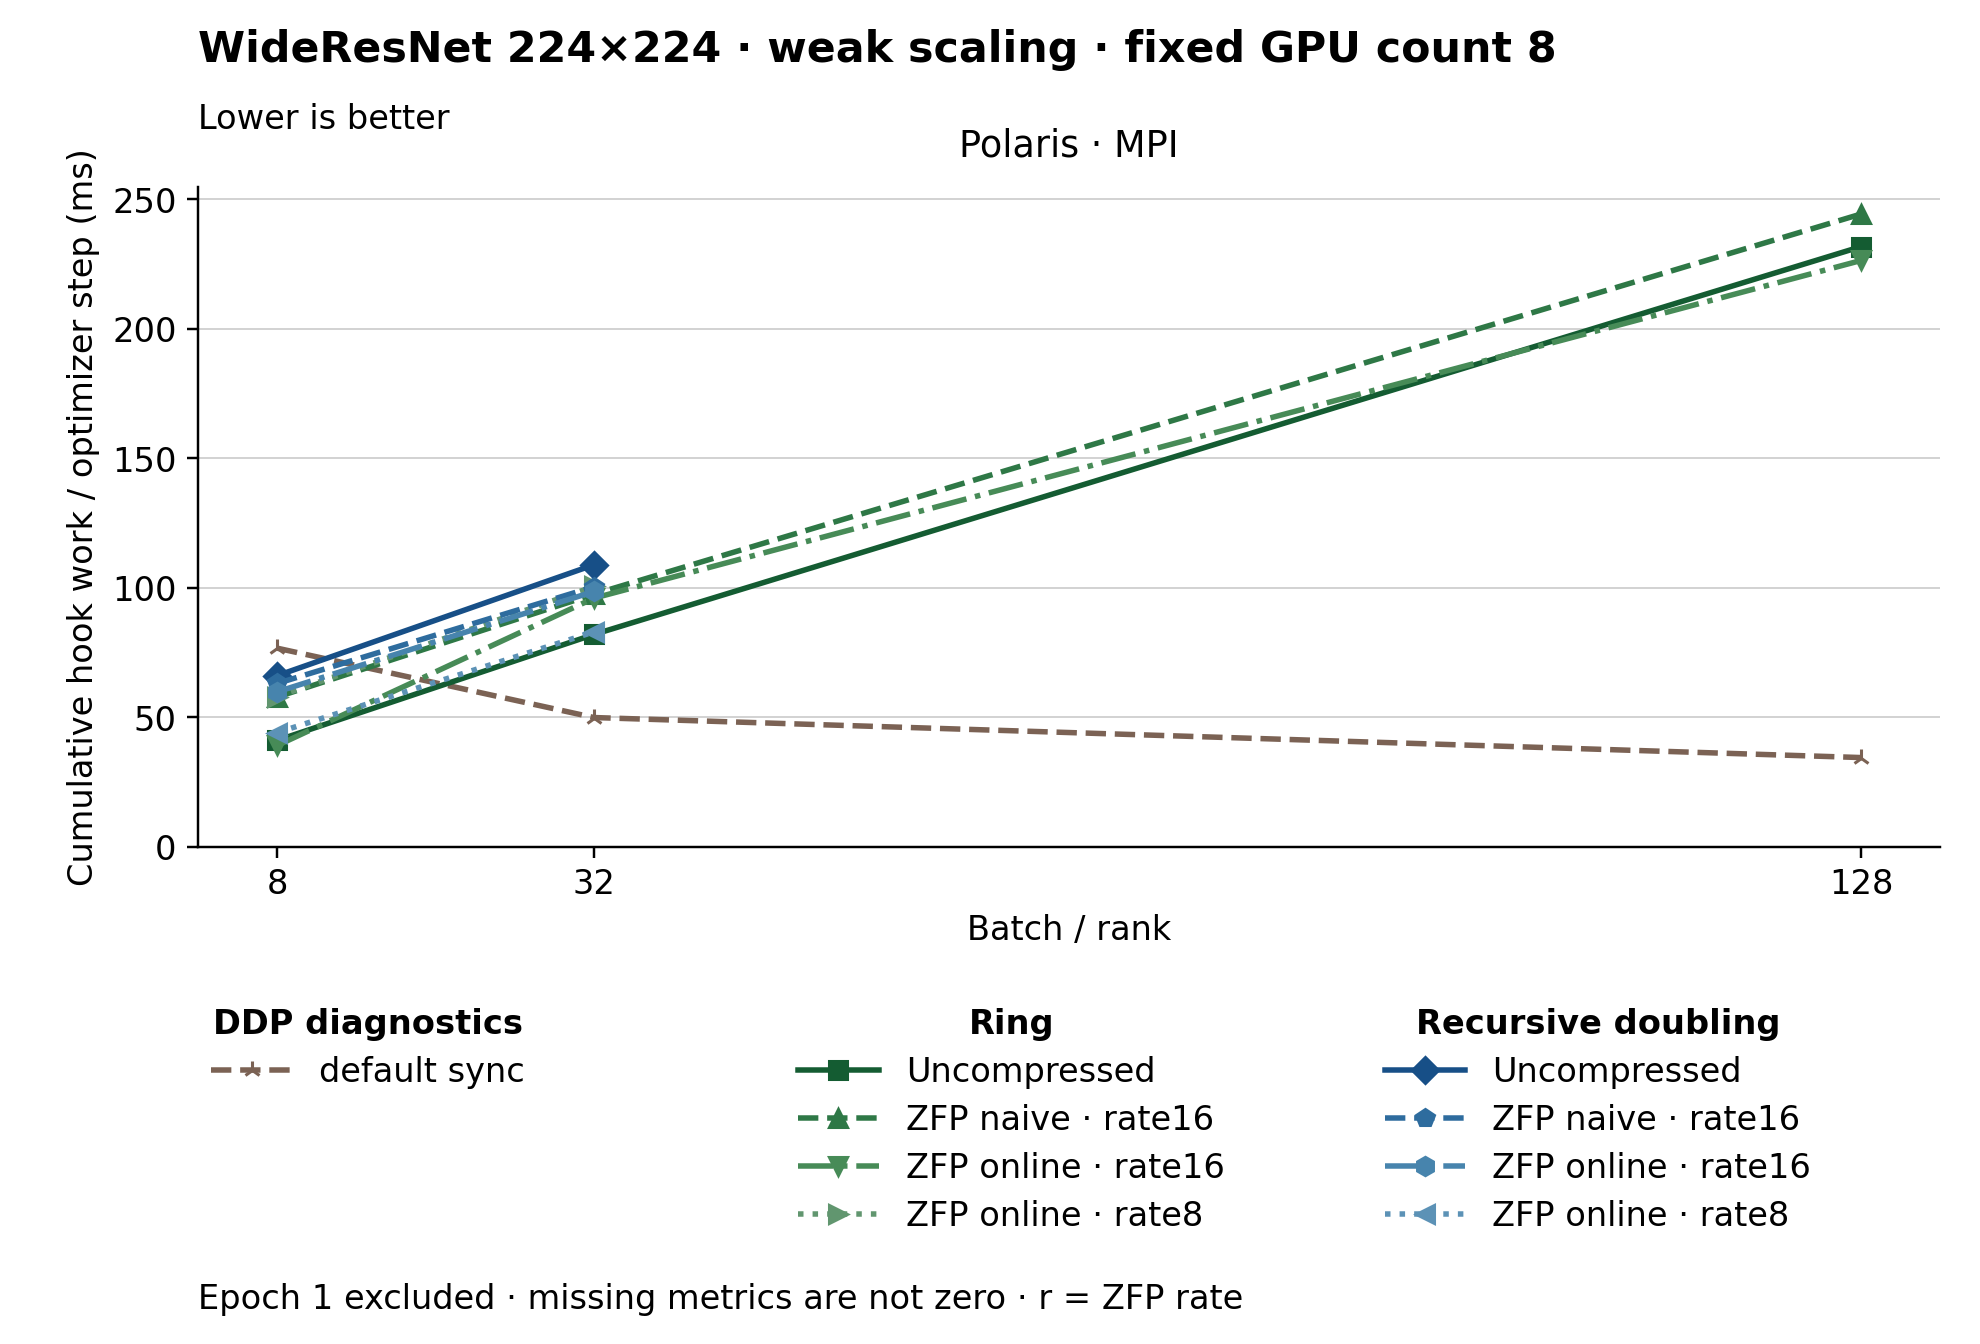 WideResNet 224×224 · weak scaling · fixed GPU count 8
Lower is better
Polaris · MPI
Cumulative hook work / optimizer step (ms)
250
200
150
100
50
0
8 32 128
Batch / rank
DDP diagnostics
default sync
Ring
Uncompressed
ZFP naive · rate16
ZFP online · rate16
ZFP online · rate8
Recursive doubling
Uncompressed
ZFP naive · rate16
ZFP online · rate16
ZFP online · rate8
Epoch 1 excluded · missing metrics are not zero · r = ZFP rate